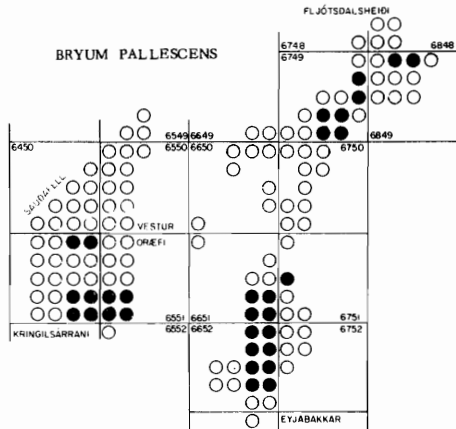 FLJÓTSDALSHEIÐI
BRYUM PALLESCENS
6748 6848
6749
6549 6649
6450 6550 6650 6750 6849
SAUÐAFELL
VESTUR
ÖRÆFI
6551 6651 6751
KRINGILSÁRRANI 6552 6652 6752
EYJABAKKAR